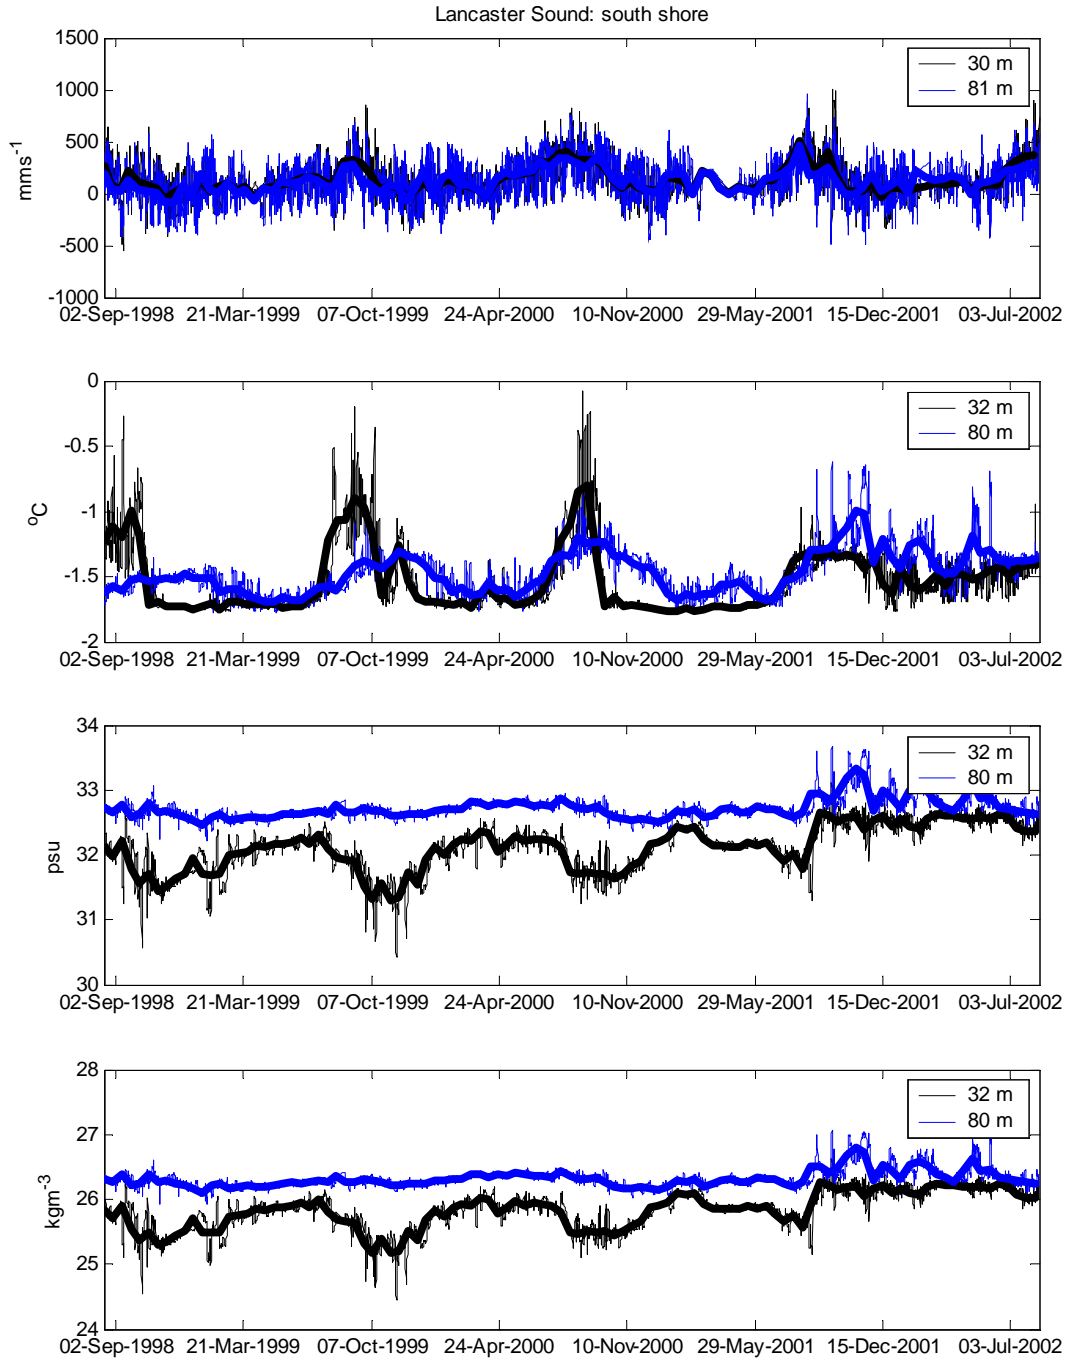 Lancaster Sound: south shore
1500
1000
500
0
-500
-1000
mms-1
30 m
81 m
02-Sep-1998 21-Mar-1999 07-Oct-1999 24-Apr-2000 10-Nov-2000 29-May-2001 15-Dec-2001 03-Jul-2002
0
-0.5
-1
-1.5
-2
oC
32 m
80 m
02-Sep-1998 21-Mar-1999 07-Oct-1999 24-Apr-2000 10-Nov-2000 29-May-2001 15-Dec-2001 03-Jul-2002
34
33
32
31
30
psu
32 m
80 m
02-Sep-1998 21-Mar-1999 07-Oct-1999 24-Apr-2000 10-Nov-2000 29-May-2001 15-Dec-2001 03-Jul-2002
28
27
26
25
24
kgm-3
32 m
80 m
02-Sep-1998 21-Mar-1999 07-Oct-1999 24-Apr-2000 10-Nov-2000 29-May-2001 15-Dec-2001 03-Jul-2002